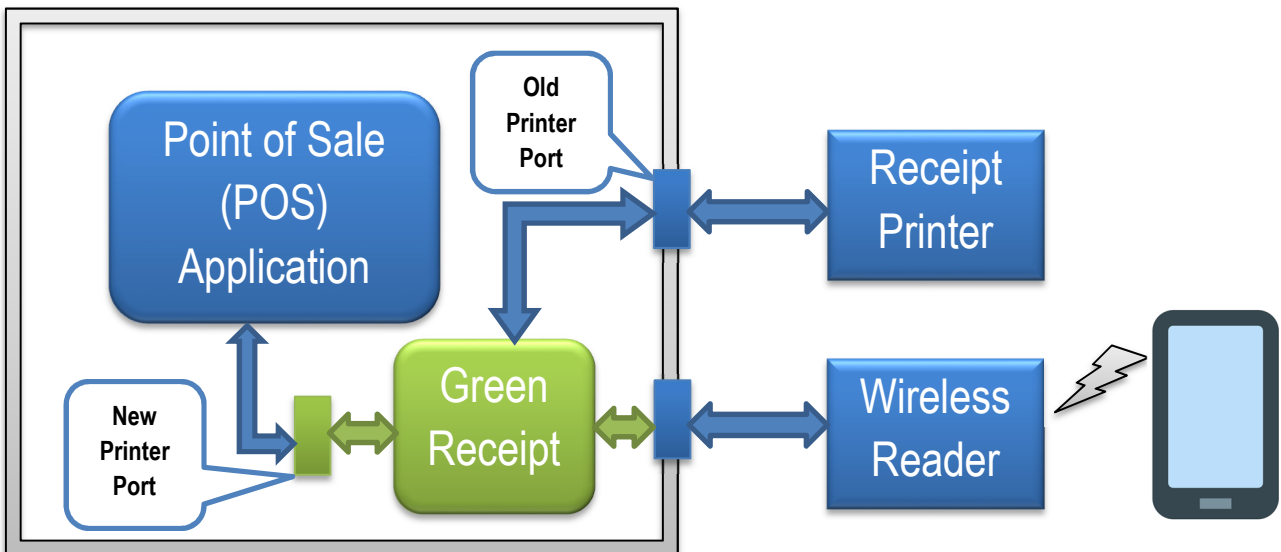 Point of Sale
(POS)
Application
Old
Printer
Port
Receipt
Printer
New
Printer
Port
Green
Receipt
Wireless
Reader